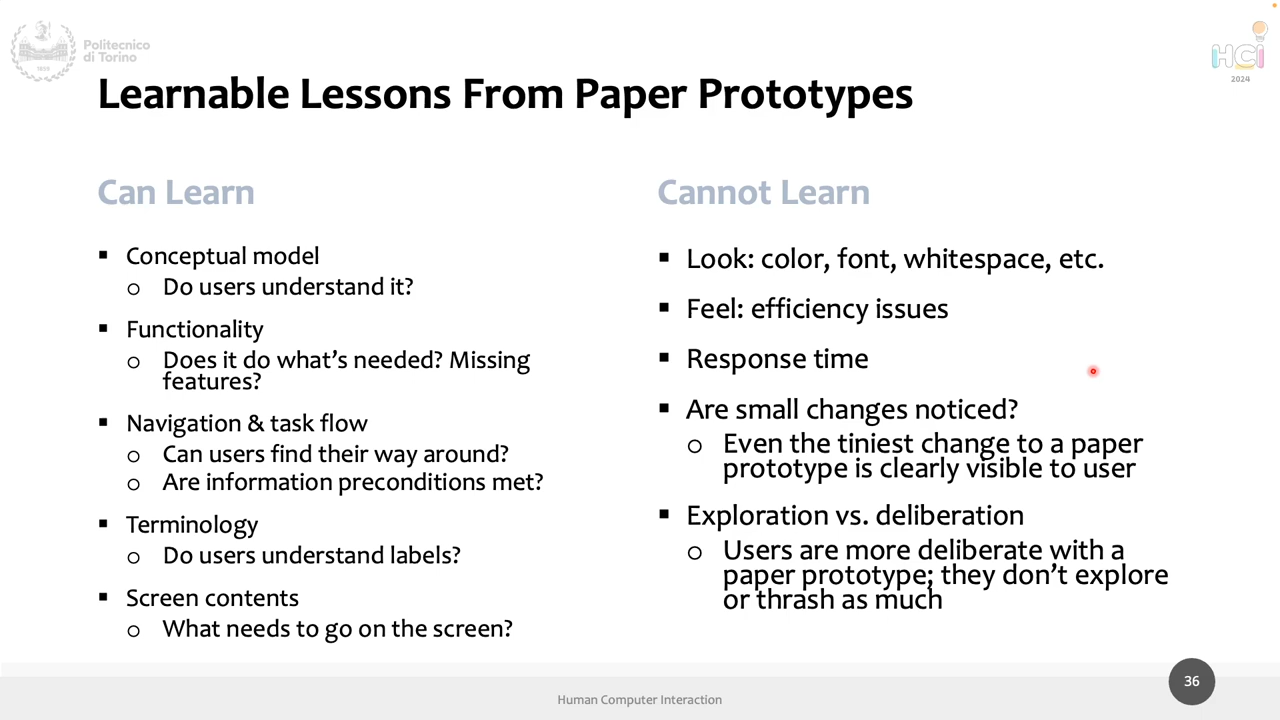 Politecnico
di Torino
1859
HCI
2024
Learnable Lessons From Paper Prototypes
Can Learn
▪ Conceptual model
o Do users understand it?
▪ Functionality
o Does it do what’s needed? Missing
features?
▪ Navigation & task flow
o Can users find their way around?
o Are information preconditions met?
▪ Terminology
o Do users understand labels?
▪ Screen contents
o What needs to go on the screen?
Cannot Learn
▪ Look: color, font, whitespace, etc.
▪ Feel: efficiency issues
▪ Response time
▪ Are small changes noticed?
o Even the tiniest change to a paper
prototype is clearly visible to user
▪ Exploration vs. deliberation
o Users are more deliberate with a
paper prototype; they don’t explore
or thrash as much
Human Computer Interaction
36